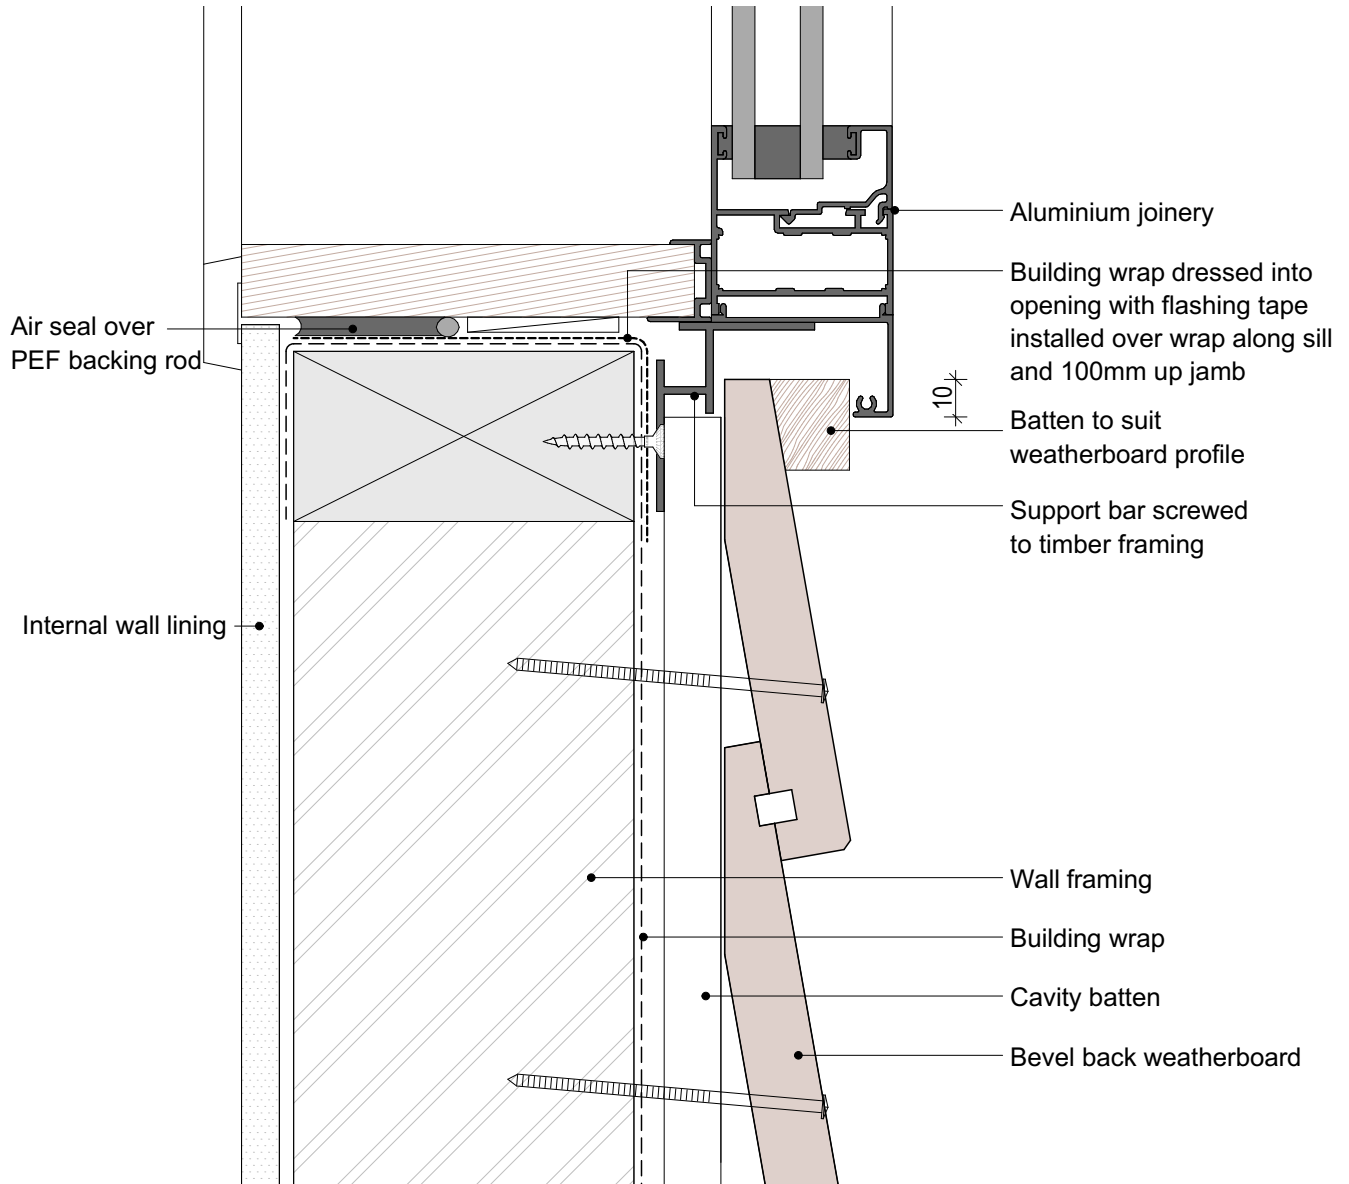 Aluminium joinery
Building wrap dressed into
opening with flashing tape
installed over wrap along sill
and 100mm up jamb
Air seal over
PEF backing rod
10
Batten to suit
weatherboard profile
Support bar screwed
to timber framing
Internal wall lining
Wall framing
Building wrap
Cavity batten
Bevel back weatherboard